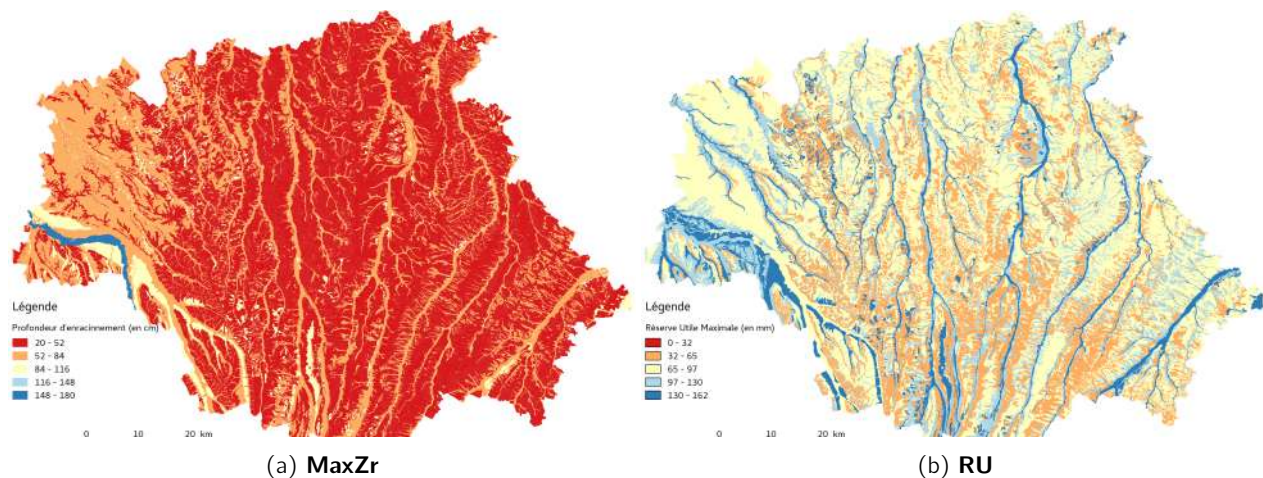 Légende
Profondeur d'enracinnement (en cm)
20 - 52
52 - 84
84 - 116
116 - 148
148 - 180
0 10 20 km
(a) MaxZr
Légende
Réserve Utile Maximale (en mm)
0 - 32
32 - 65
65 - 97
97 - 130
130 - 162
0 10 20 km
(b) RU